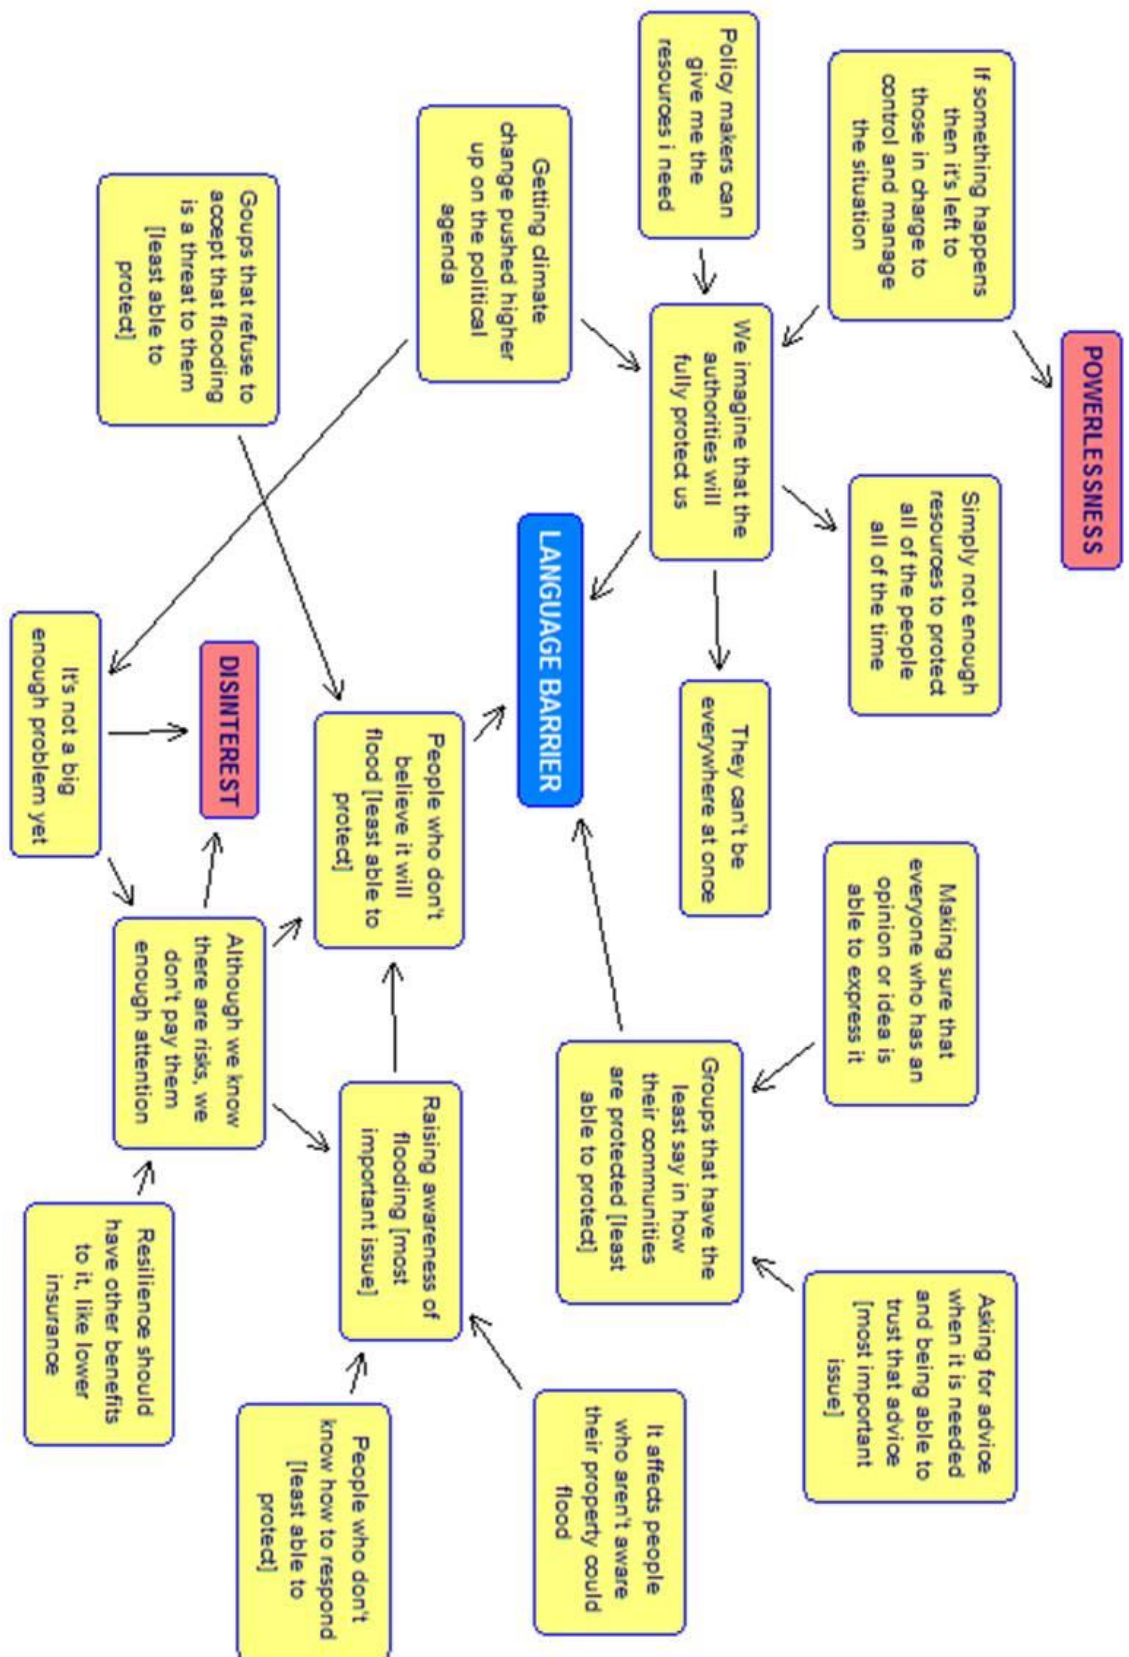 POWERLESSNESS
If something happens
then it's left to
those in charge to
control and manage
the situation
Simply not enough
resources to protect
all of the people
all of the time
Making sure that
everyone who has an
opinion or idea is
able to express it
Asking for advice
when it is needed
and being able to
trust that advice
[most important
issue]
Policy makers can
give me the
resources i need
We imagine that the
authorities will
fully protect us
They can't be
everywhere at once
Groups that have the
least say in how
their communities
are protected [least
able to protect]
It affects people
who aren't aware
their property could
flood
Getting climate
change pushed higher
up on the political
agenda
LANGUAGE BARRIER
People who don't
believe it will
flood [least able to
protect]
Raising awareness of
flooding [most
important issue]
People who don't
know how to respond
[least able to
protect]
Goups that refuse to
accept that flooding
is a threat to them
[least able to
protect]
DISINTEREST
Although we know
there are risks, we
don't pay them
enough attention
Resilience should
have other benefits
to it, like lower
insurance
It's not a big
enough problem yet